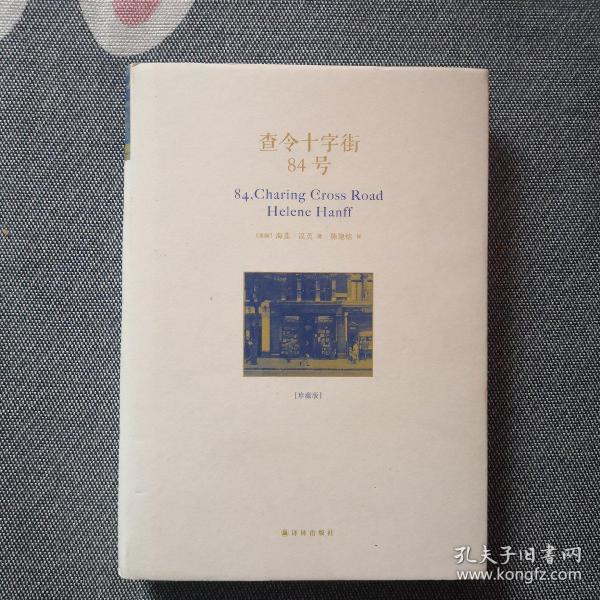 查令十字街
84号
84, Charing Cross Road
Helene Hanff
〔美国〕海莲·汉芙 著 陈建铭 译
［珍藏版］
译林出版社
孔夫子旧书网
www.kongfz.com